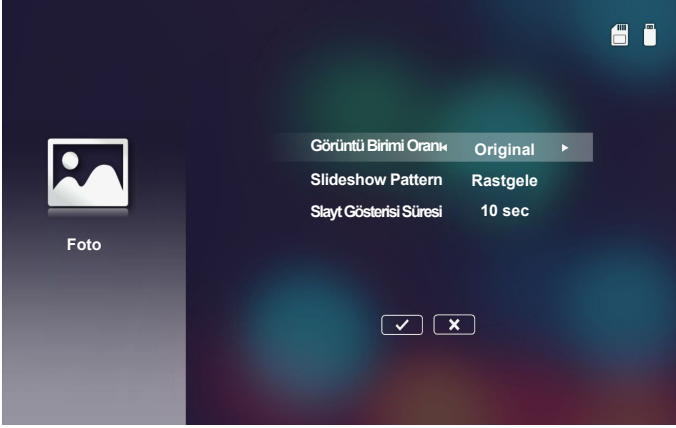 Görüntü Birimi Oranı Original
Slideshow Pattern Rastgele
Slayt Gösterisi Süresi 10 sec
Foto